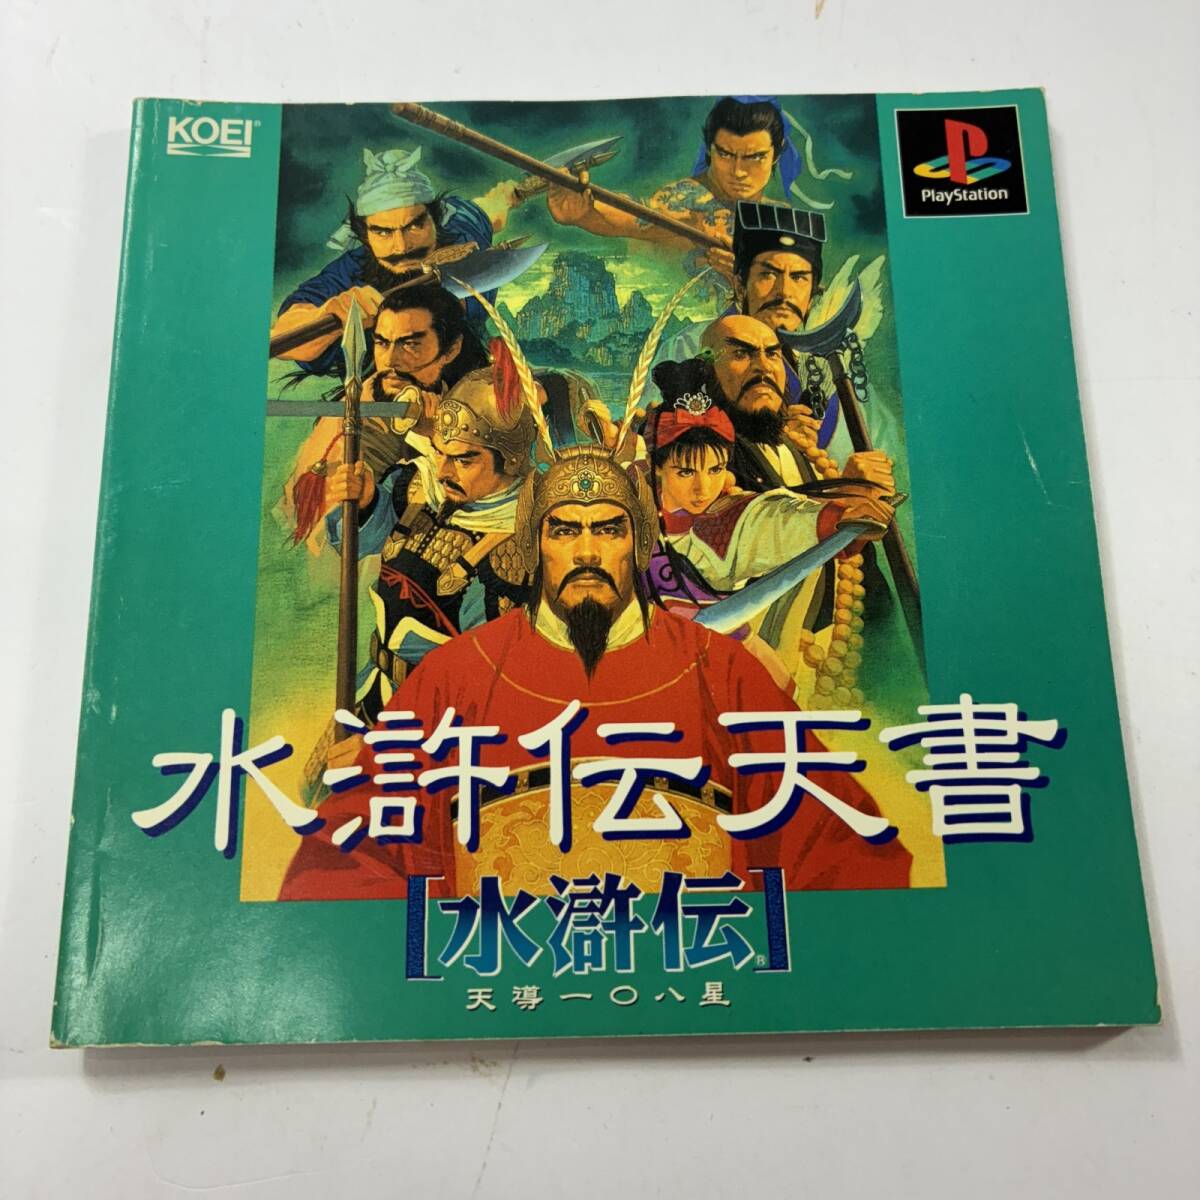 KOEI®
PlayStation
水滸伝天書
[水滸伝]®
天導一〇八星